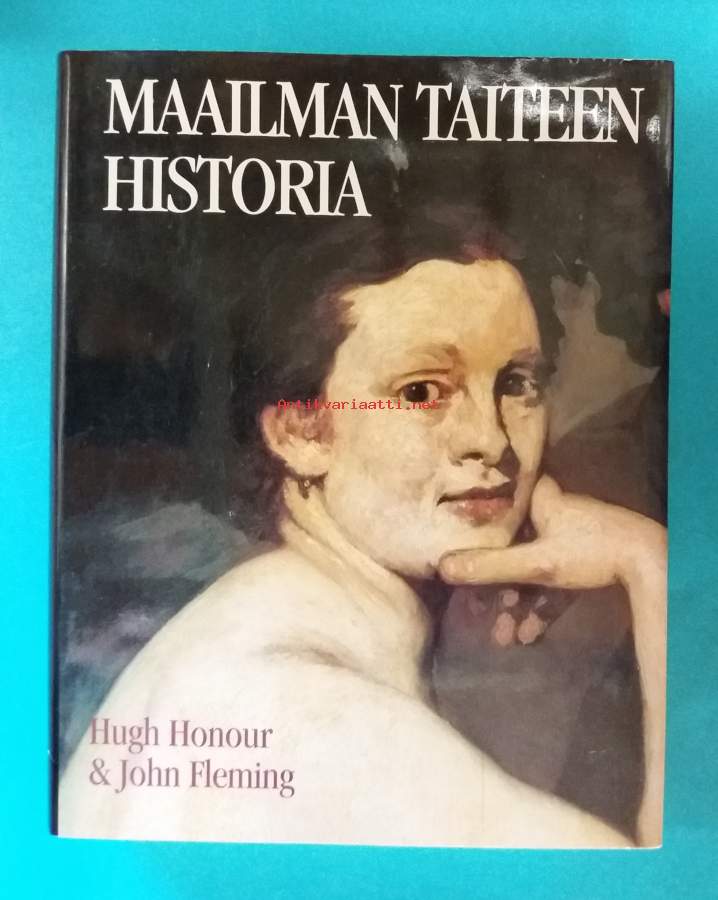 MAAILMAN TAITEEN
HISTORIA
Antikvariaatti.net
Hugh Honour
& John Fleming